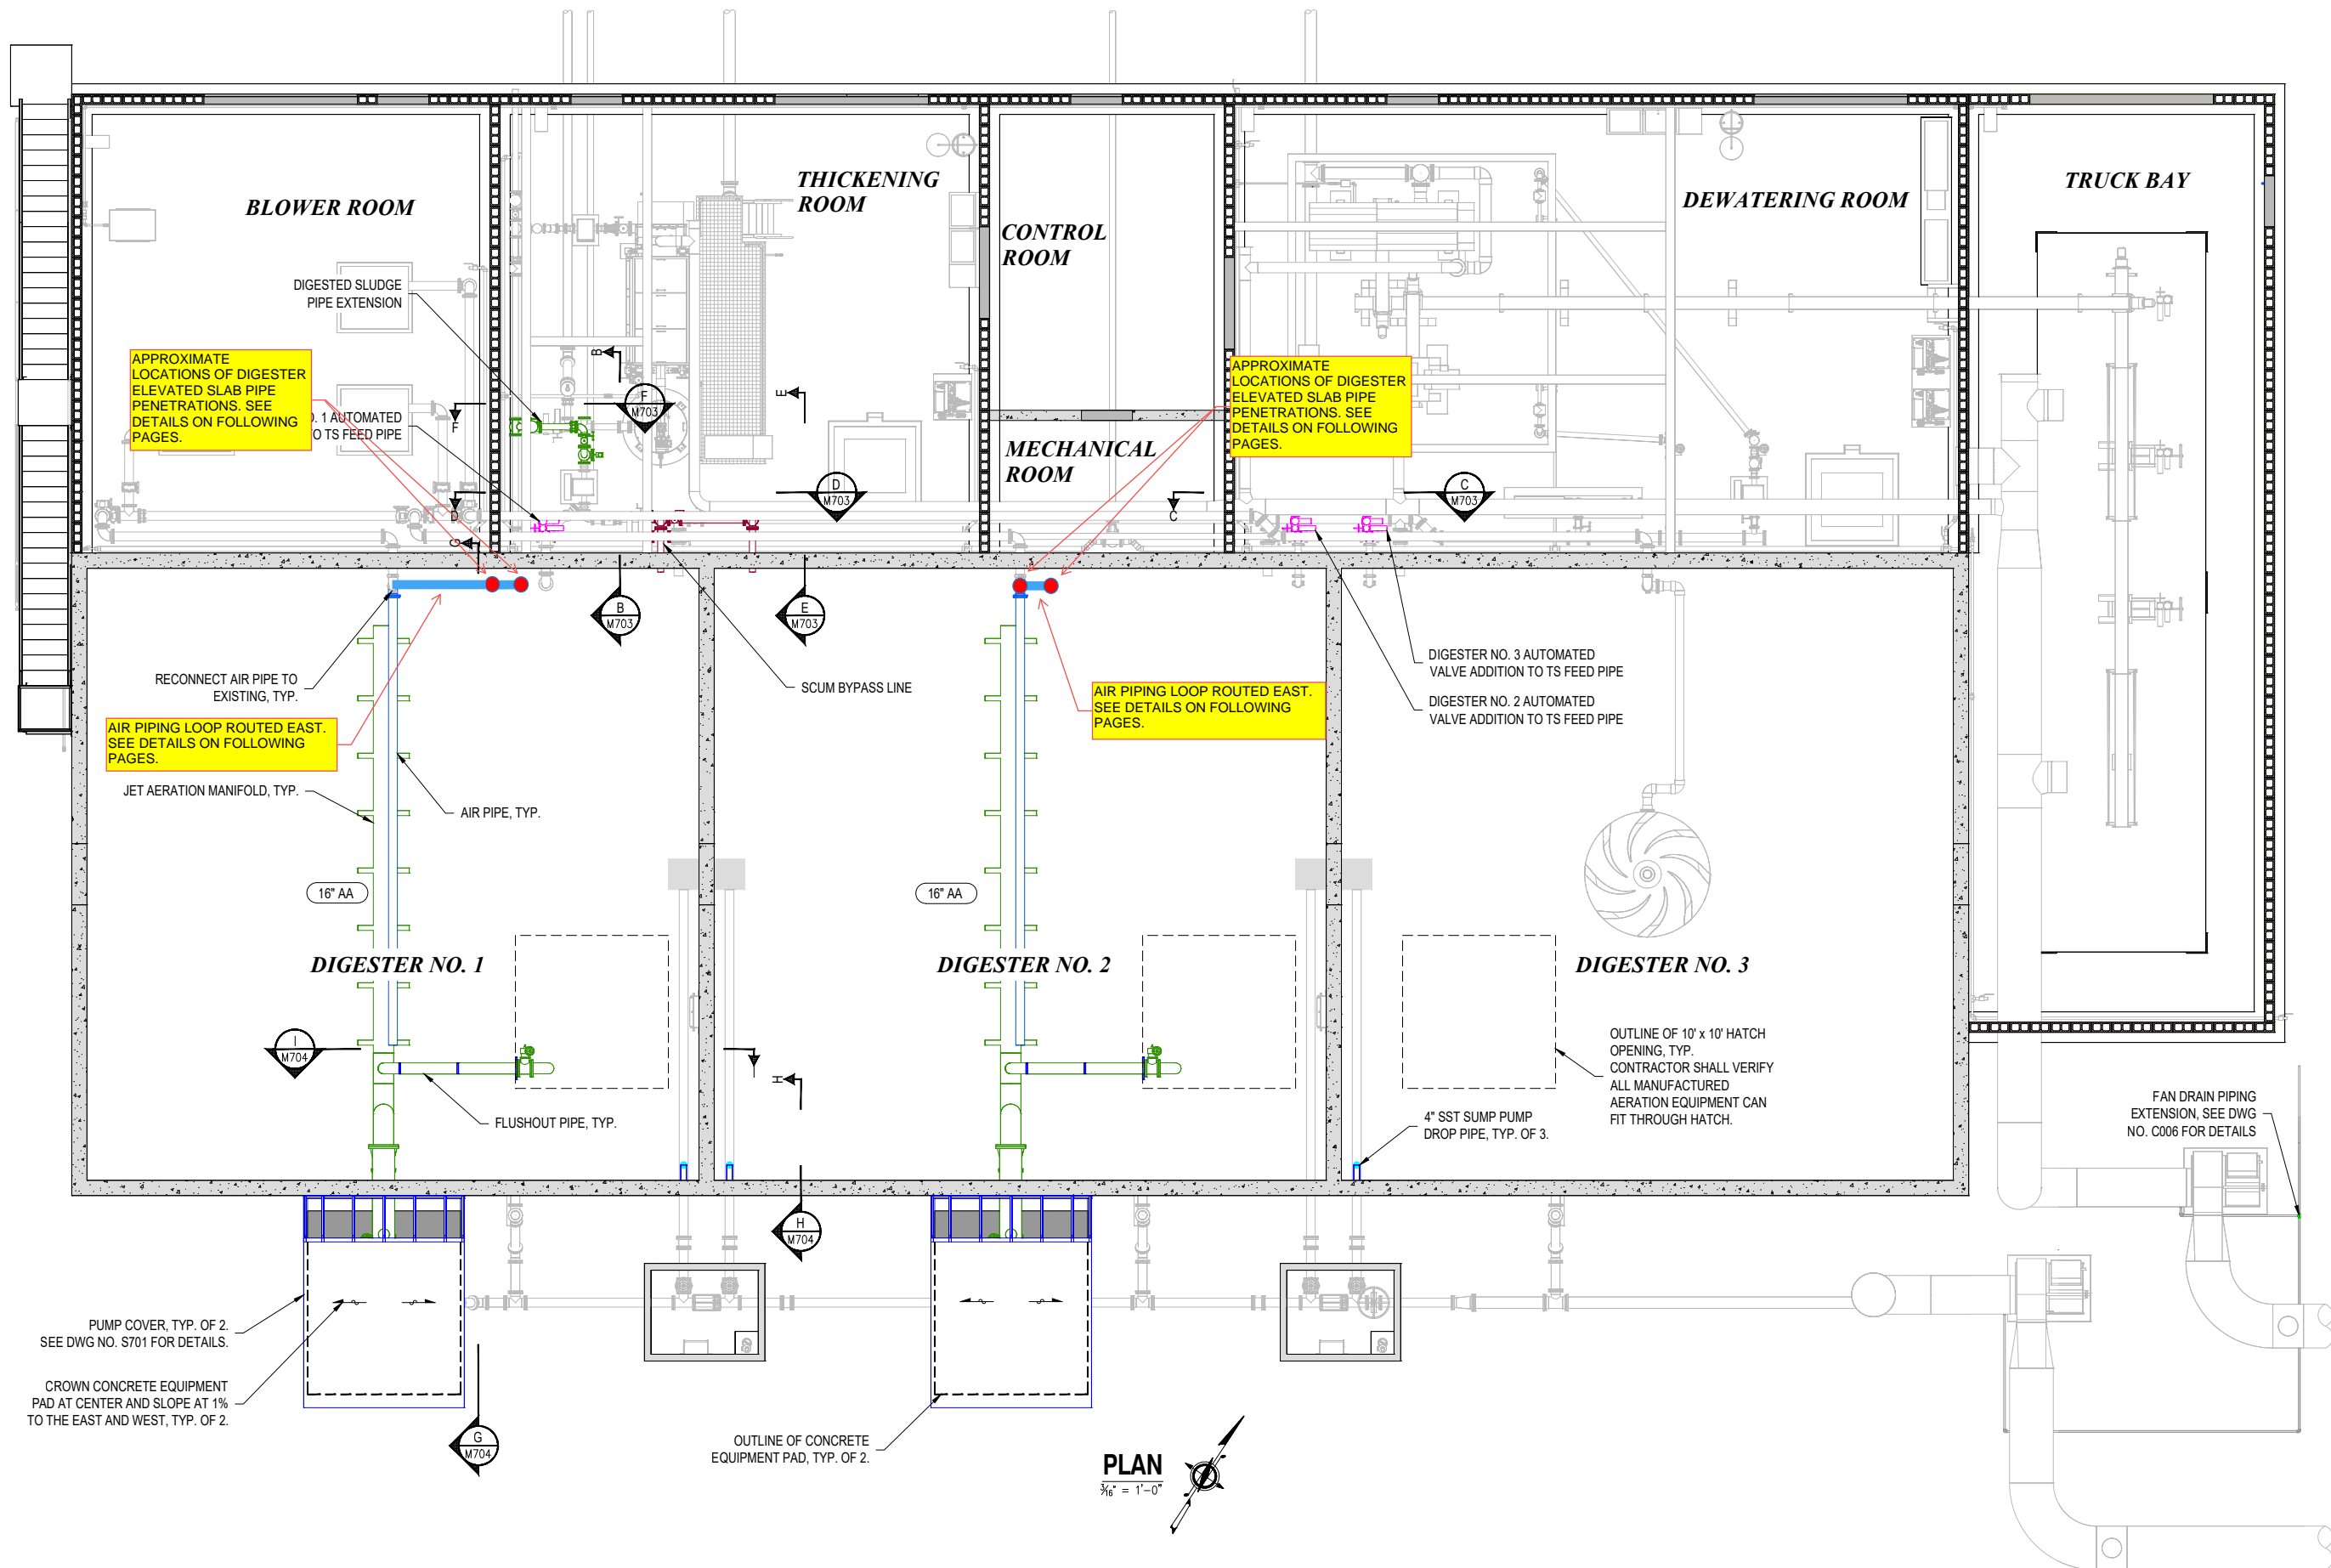 BLOWER ROOM
THICKENING
ROOM
CONTROL
ROOM
DEWATERING ROOM
TRUCK BAY
MECHANICAL
ROOM
DIGESTED SLUDGE
PIPE EXTENSION
APPROXIMATE
LOCATIONS OF DIGESTER
ELEVATED SLAB PIPE
PENETRATIONS. SEE
DETAILS ON FOLLOWING
PAGES.
. 1 AUTOMATED
TS FEED PIPE
APPROXIMATE
LOCATIONS OF DIGESTER
ELEVATED SLAB PIPE
PENETRATIONS. SEE
DETAILS ON FOLLOWING
PAGES.
B
E
F
M703
F
D
D
M703
C
C
M703
G
B
M703
E
M703
RECONNECT AIR PIPE TO
EXISTING, TYP.
AIR PIPING LOOP ROUTED EAST.
SEE DETAILS ON FOLLOWING
PAGES.
JET AERATION MANIFOLD, TYP.
AIR PIPE, TYP.
SCUM BYPASS LINE
AIR PIPING LOOP ROUTED EAST.
SEE DETAILS ON FOLLOWING
PAGES.
DIGESTER NO. 3 AUTOMATED
VALVE ADDITION TO TS FEED PIPE
DIGESTER NO. 2 AUTOMATED
VALVE ADDITION TO TS FEED PIPE
16" AA
16" AA
DIGESTER NO. 1
DIGESTER NO. 2
DIGESTER NO. 3
I
M704
H
FLUSHOUT PIPE, TYP.
4" SST SUMP PUMP
DROP PIPE, TYP. OF 3.
OUTLINE OF 10' x 10' HATCH
OPENING, TYP.
CONTRACTOR SHALL VERIFY
ALL MANUFACTURED
AERATION EQUIPMENT CAN
FIT THROUGH HATCH.
FAN DRAIN PIPING
EXTENSION, SEE DWG
NO. C006 FOR DETAILS
H
M704
PUMP COVER, TYP. OF 2.
SEE DWG NO. S701 FOR DETAILS.
CROWN CONCRETE EQUIPMENT
PAD AT CENTER AND SLOPE AT 1%
TO THE EAST AND WEST, TYP. OF 2.
G
M704
OUTLINE OF CONCRETE
EQUIPMENT PAD, TYP. OF 2.
PLAN
3/16" = 1'-0"